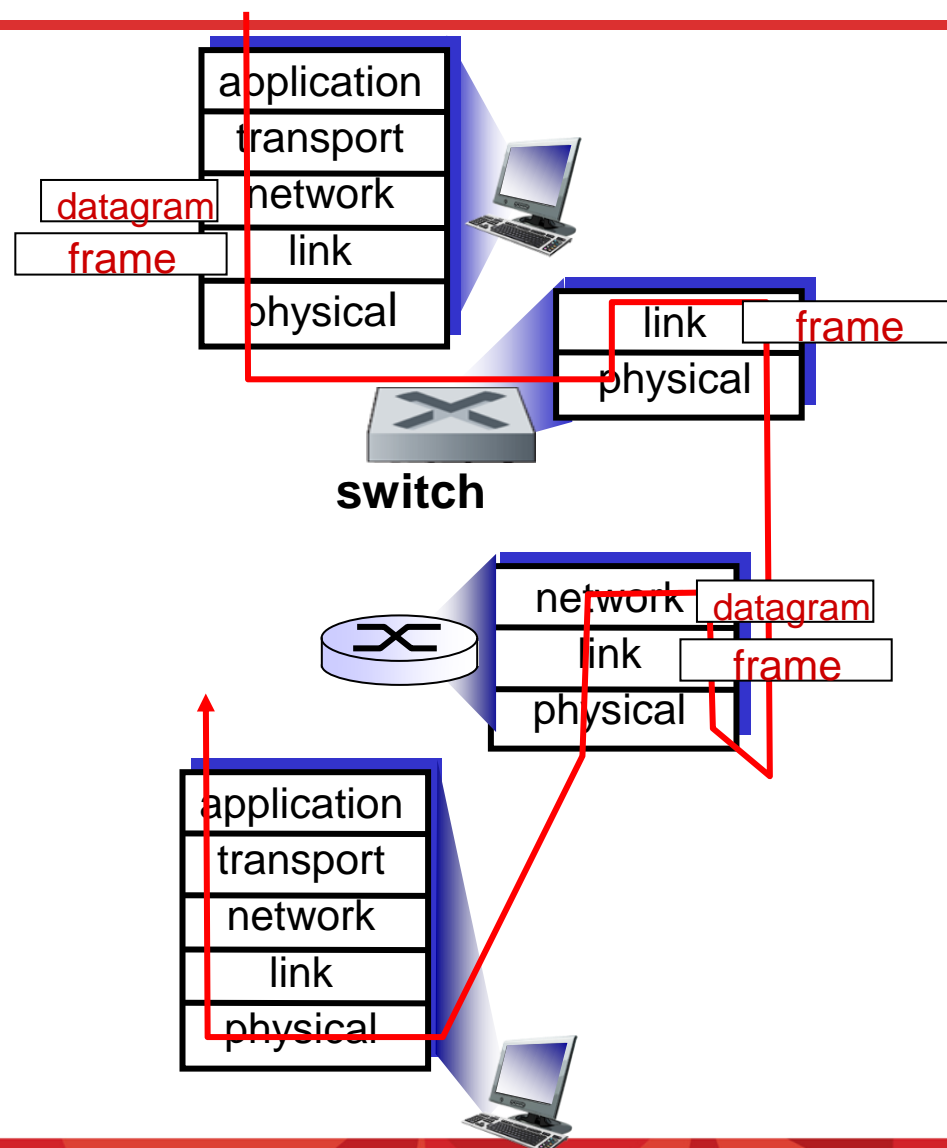 application
transport
network
datagram
link
frame
physical
link
frame
physical
switch
network
datagram
link
frame
physical
application
transport
network
link
physical